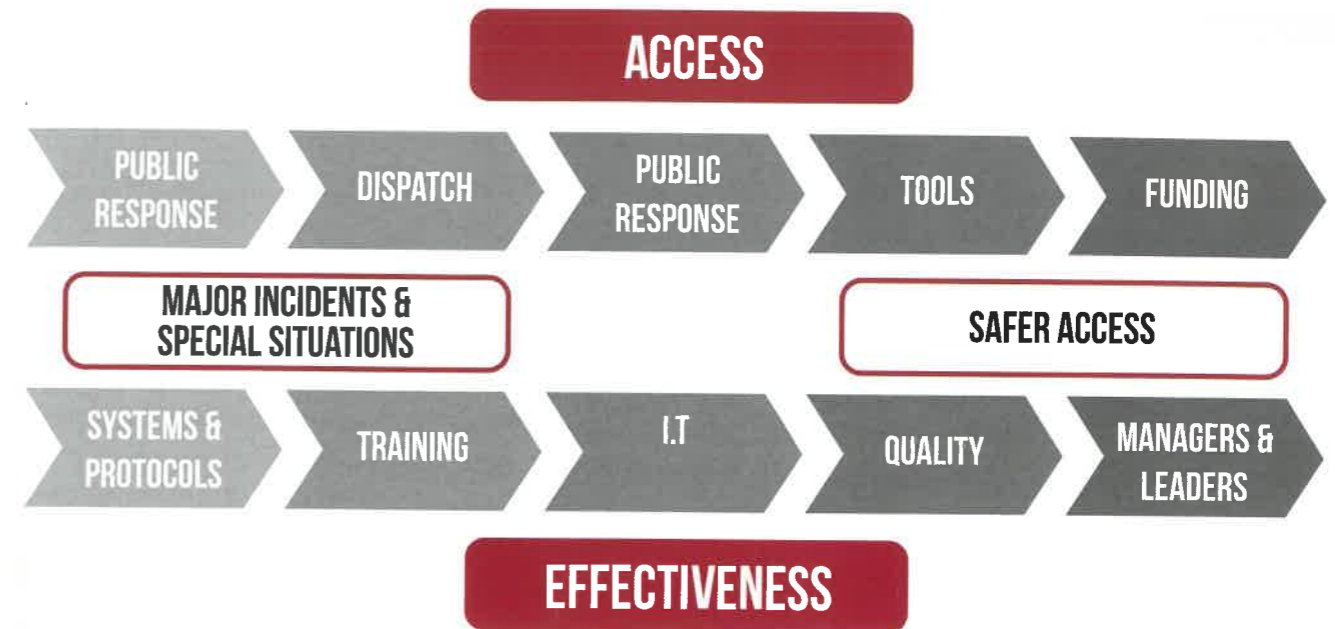 ACCESS
PUBLIC
RESPONSE
DISPATCH
PUBLIC
RESPONSE
TOOLS
FUNDING
MAJOR INCIDENTS &
SPECIAL SITUATIONS
SAFER ACCESS
SYSTEMS &
PROTOCOLS
TRAINING
I.T
QUALITY
MANAGERS &
LEADERS
EFFECTIVENESS